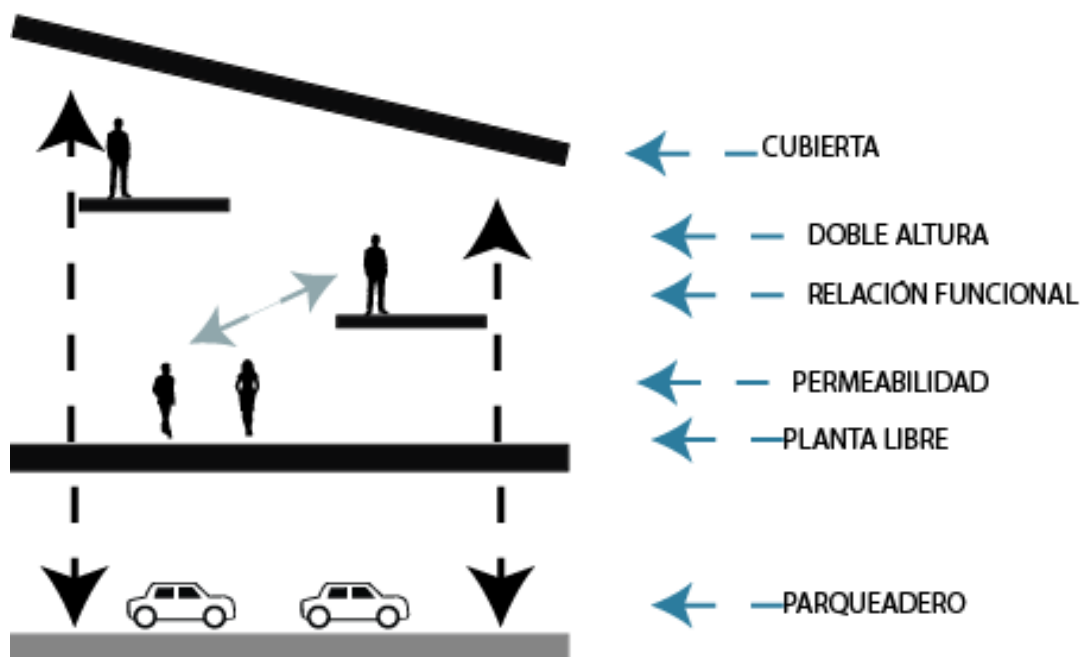 CUBIERTA
DOBLE ALTURA
RELACIÓN FUNCIONAL
PERMEABILIDAD
PLANTA LIBRE
PARQUEADERO